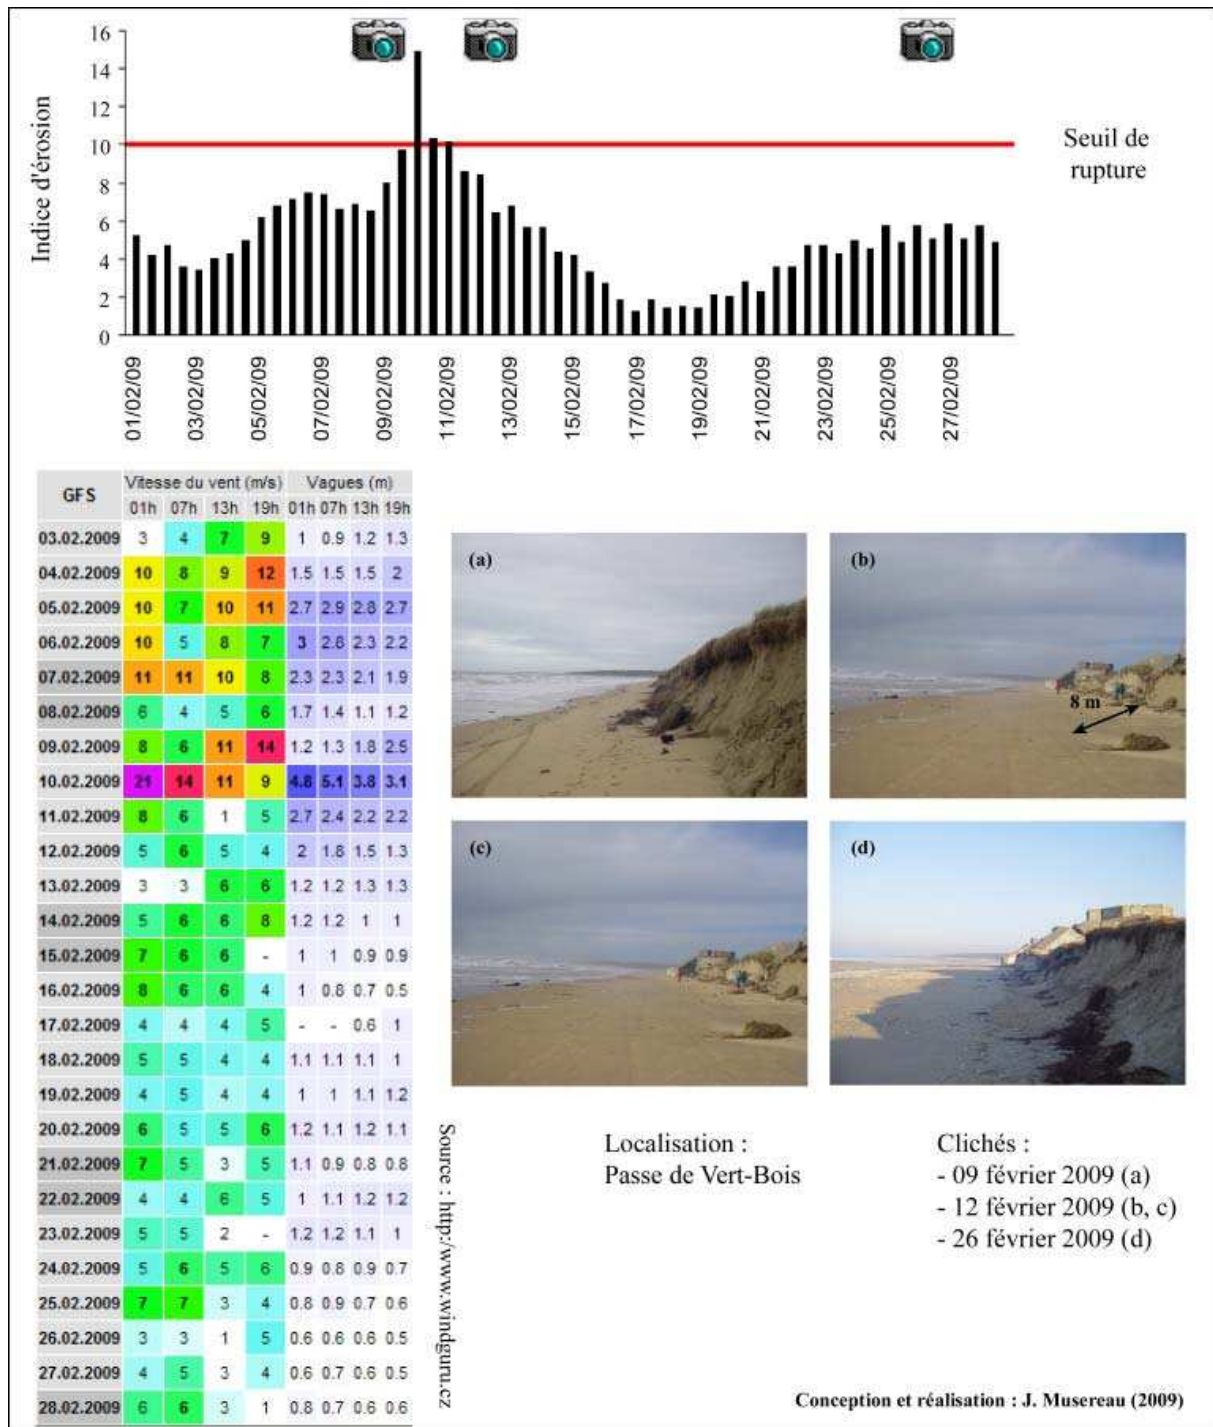 16
14
12
10
8
6
4
2
0
Indice d'érosion
Seuil de
rupture
01/02/09 03/02/09 05/02/09 07/02/09 09/02/09 11/02/09 13/02/09 15/02/09 17/02/09 19/02/09 21/02/09 23/02/09 25/02/09 27/02/09
GFS Vitesse du vent (m/s) Vagues (m)
01h 07h 13h 19h 01h 07h 13h 19h
03.02.2009 3 4 7 9 1 0.9 1.2 1.3
04.02.2009 10 8 9 12 1.5 1.5 1.5 2
05.02.2009 10 7 10 11 2.7 2.9 2.8 2.7
06.02.2009 10 5 8 7 3 2.6 2.3 2.2
07.02.2009 11 11 10 8 2.3 2.3 2.1 1.9
08.02.2009 6 4 5 6 1.7 1.4 1.1 1.2
09.02.2009 8 6 11 14 1.2 1.3 1.8 2.5
10.02.2009 21 14 11 9 4.8 5.1 3.8 3.1
11.02.2009 8 6 1 5 2.7 2.4 2.2 2.2
12.02.2009 5 6 5 4 2 1.8 1.5 1.3
13.02.2009 3 3 6 6 1.2 1.2 1.3 1.3
14.02.2009 5 6 6 8 1.2 1.2 1 1
15.02.2009 7 6 6 - 1 1 0.9 0.9
16.02.2009 8 6 6 4 1 0.8 0.7 0.5
17.02.2009 4 4 4 5 - - 0.6 1
18.02.2009 5 5 4 4 1.1 1.1 1.1 1
19.02.2009 4 5 4 4 1 1 1.1 1.2
20.02.2009 6 5 5 6 1.2 1.1 1.2 1.1
21.02.2009 7 5 3 5 1.1 0.9 0.8 0.8
22.02.2009 4 4 6 5 1 1.1 1.2 1.2
23.02.2009 5 5 2 - 1.2 1.2 1.1 1
24.02.2009 5 6 5 6 0.9 0.8 0.9 0.7
25.02.2009 7 7 3 4 0.8 0.9 0.7 0.6
26.02.2009 3 3 1 5 0.6 0.6 0.6 0.5
27.02.2009 4 5 3 4 0.6 0.7 0.6 0.5
28.02.2009 6 6 3 1 0.8 0.7 0.6 0.6
Source : http:/www.windguru.cz
(a)
(b)
8 m
(c)
(d)
Localisation :
Passe de Vert-Bois
Clichés :
- 09 février 2009 (a)
- 12 février 2009 (b, c)
- 26 février 2009 (d)
Conception et réalisation : J. Musereau (2009)